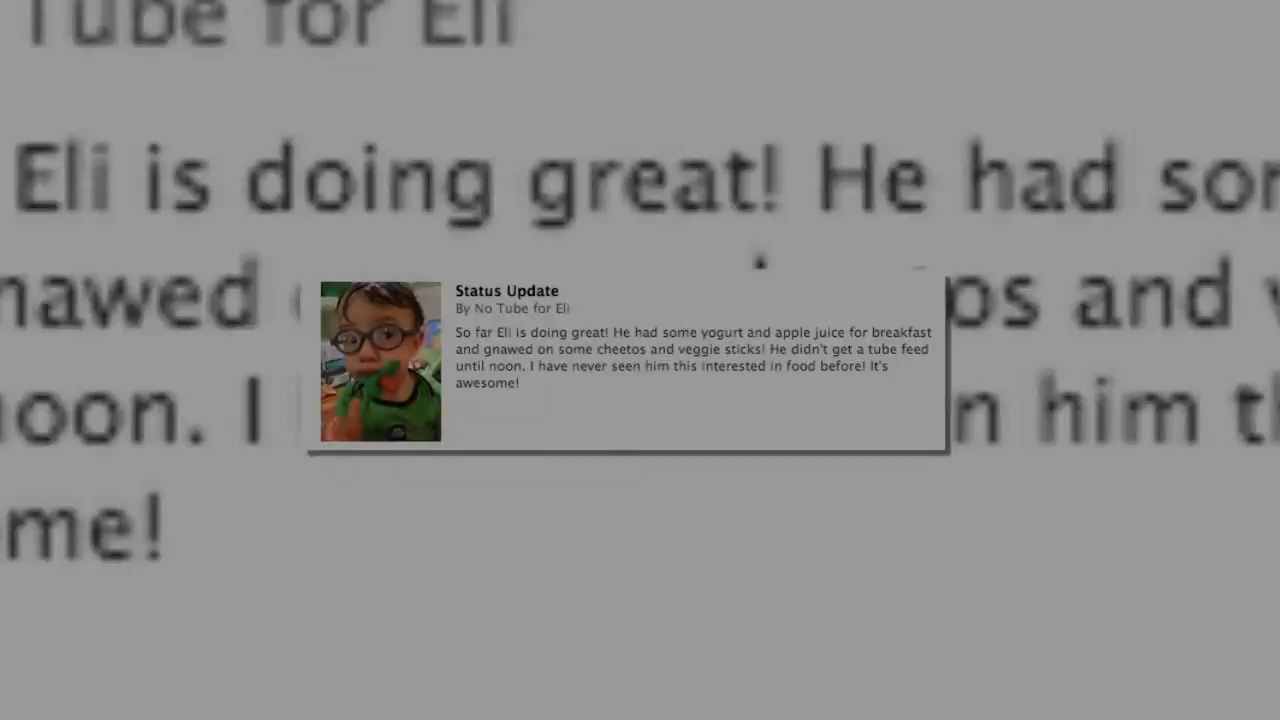 Tube for Eli
Eli is doing great! He had
nawed
os and
noon. I
n him
me!
Status Update
By No Tube for Eli
So far Eli is doing great! He had some yogurt and apple juice for breakfast
and gnawed on some cheetos and veggie sticks! He didn't get a tube feed
until noon. I have never seen him this interested in food before! It's
awesome!